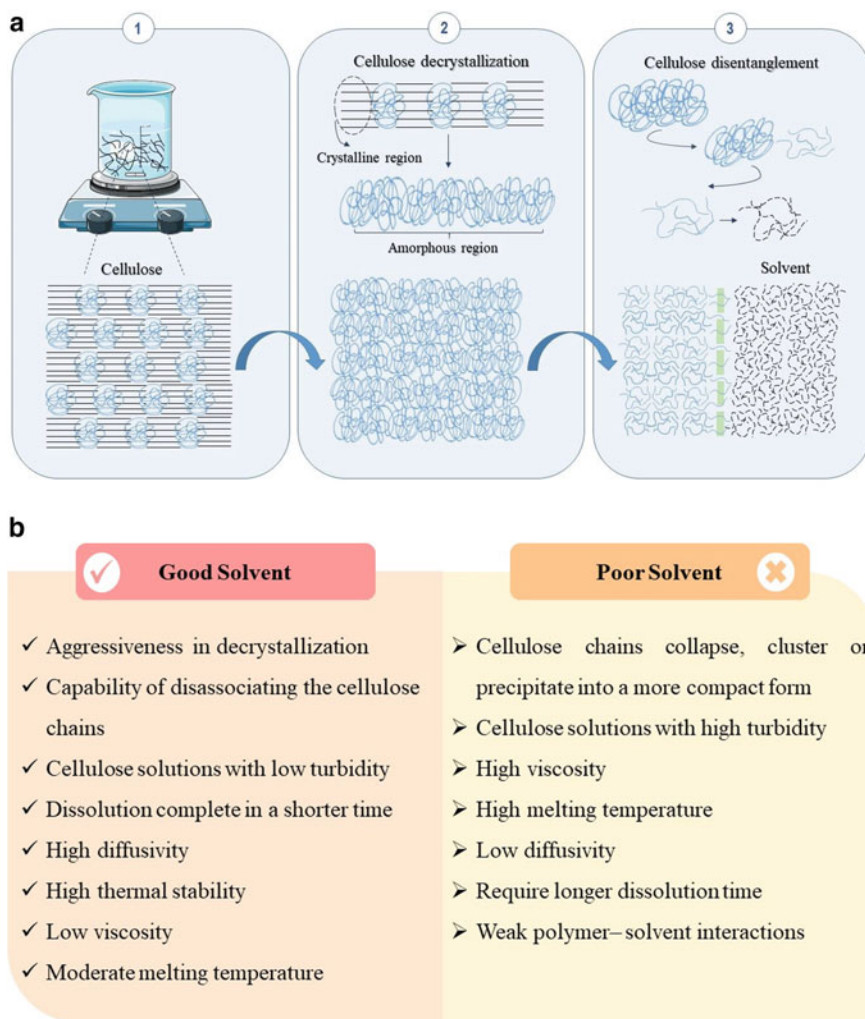 a
1
2
3
Cellulose
Cellulose decrystallization
Crystalline region
Amorphous region
Cellulose disentanglement
Solvent
b
Good Solvent
Aggressiveness in decrystallization
Capability of disassociating the cellulose
chains
Cellulose solutions with low turbidity
Dissolution complete in a shorter time
High diffusivity
High thermal stability
Low viscosity
Moderate melting temperature
Poor Solvent
Cellulose chains collapse, cluster or
precipitate into a more compact form
Cellulose solutions with high turbidity
High viscosity
High melting temperature
Low diffusivity
Require longer dissolution time
Weak polymer–solvent interactions